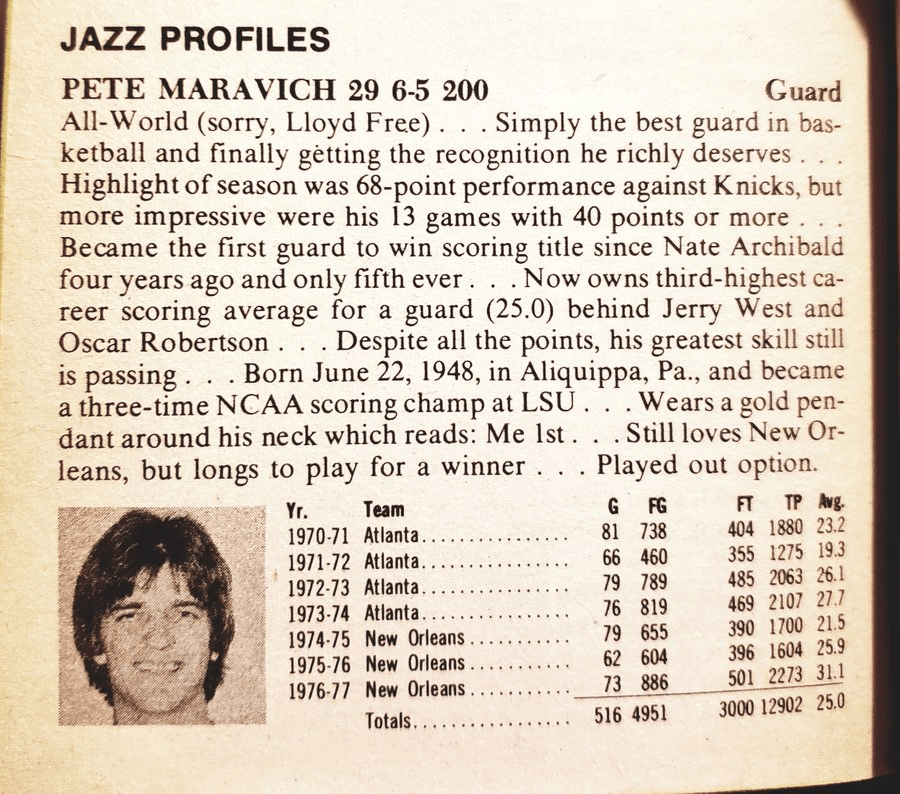 JAZZ PROFILES
PETE MARAVICH 29 6-5 200 Guard
All-World (sorry, Lloyd Free) . . . Simply the best guard in bas-
ketball and finally getting the recognition he richly deserves . . .
Highlight of season was 68-point performance against Knicks, but
more impressive were his 13 games with 40 points or more . . .
Became the first guard to win scoring title since Nate Archibald
four years ago and only fifth ever . . . Now owns third-highest ca-
reer scoring average for a guard (25.0) behind Jerry West and
Oscar Robertson . . . Despite all the points, his greatest skill still
is passing . . . Born June 22, 1948, in Aliquippa, Pa., and became
a three-time NCAA scoring champ at LSU . . . Wears a gold pen-
dant around his neck which reads: Me 1st . . . Still loves New Or-
leans, but longs to play for a winner . . . Played out option.
Yr. Team G FG FT TP Avg.
1970-71 Atlanta................ 81 738 404 1880 23.2
1971-72 Atlanta................ 66 460 355 1275 19.3
1972-73 Atlanta................ 79 789 485 2063 26.1
1973-74 Atlanta................ 76 819 469 2107 27.7
1974-75 New Orleans........... 79 655 390 1700 21.5
1975-76 New Orleans........... 62 604 396 1604 25.9
1976-77 New Orleans........... 73 886 501 2273 31.1
Totals................. 516 4951 3000 12902 25.0